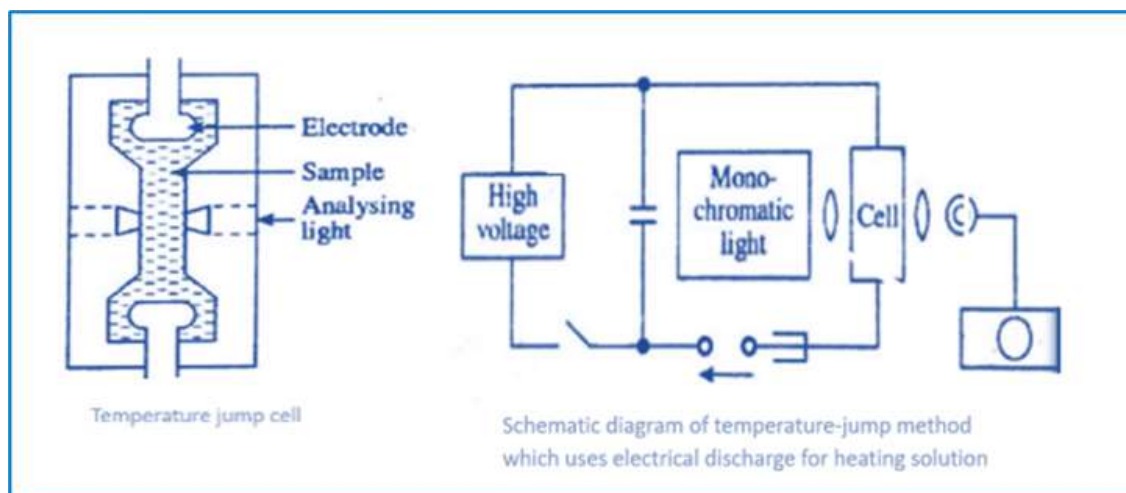 Electrode
Sample
Analysing
light
Temperature jump cell
High
voltage
Mono-
chromatic
light
Cell
Schematic diagram of temperature-jump method
which uses electrical discharge for heating solution